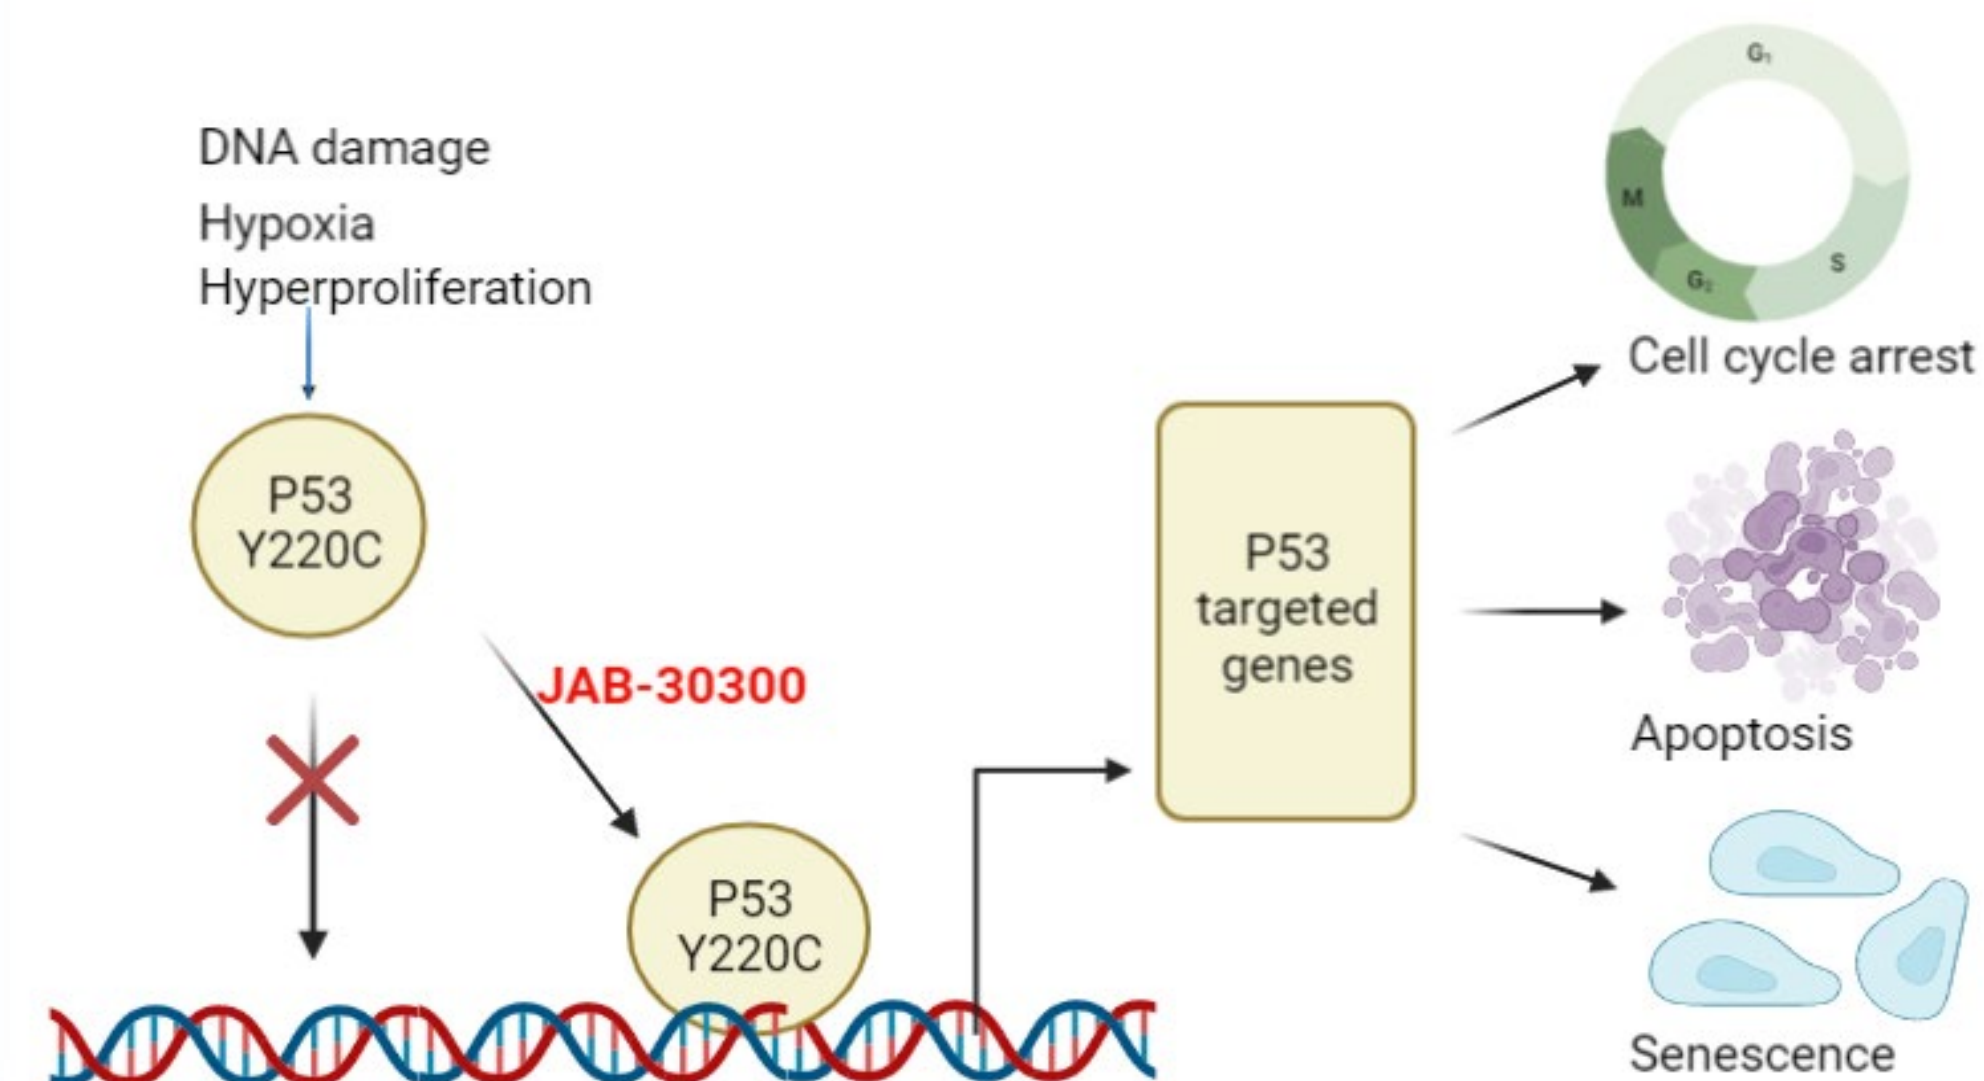 DNA damage
Hypoxia
Hyperproliferation
P53
Y220C
JAB-30300
P53
Y220C
P53
targeted
genes
G₁
M
G₂
S
Cell cycle arrest
Apoptosis
Senescence